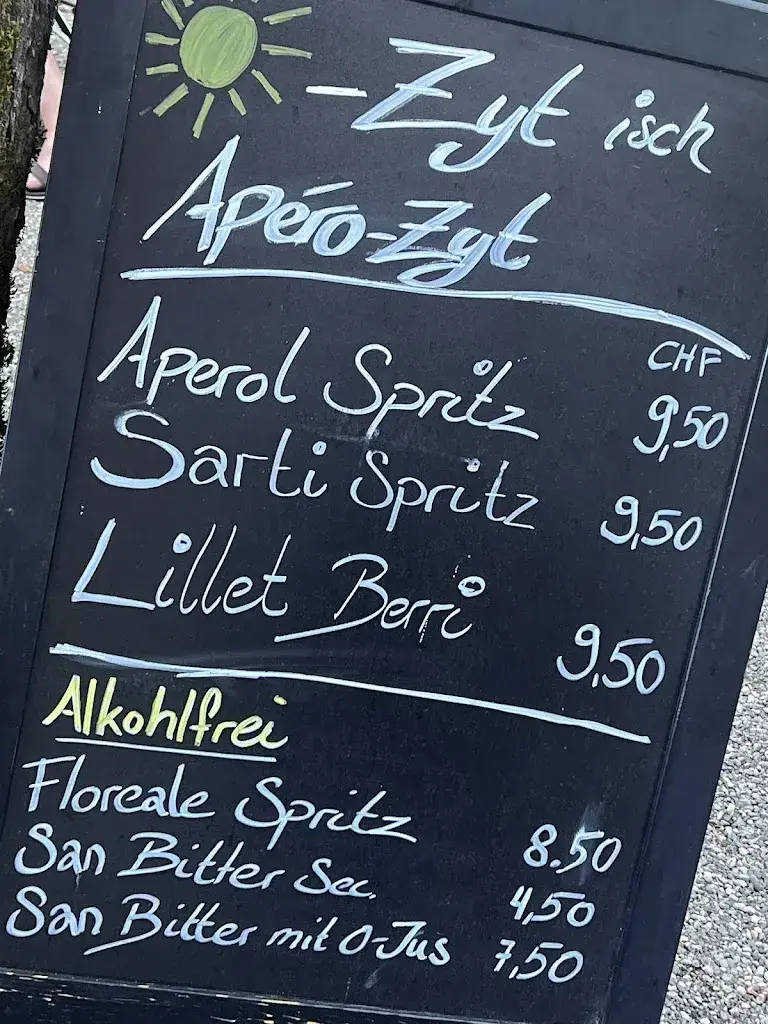 -Zyt isch
Apéro-Zyt
CHF
Aperol Spritz 9,50
Sarti Spritz 9,50
Lillet Berri 9,50
Alkohlfrei
Floreale Spritz 8.50
San Bitter Sec. 4,50
San Bitter mit O-Jus 7,50